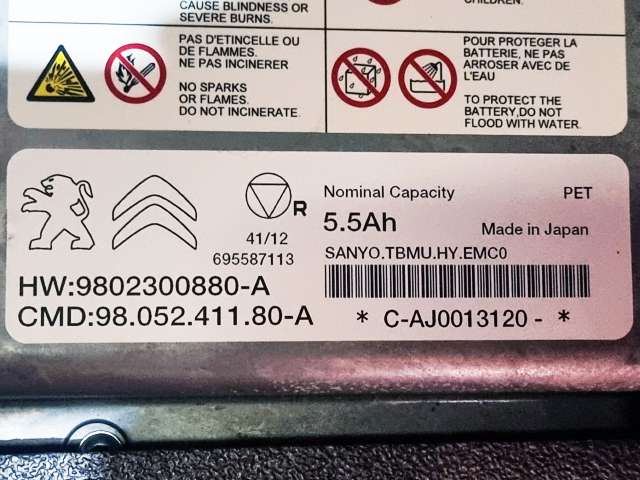 CAUSE BLINDNESS OR
SEVERE BURNS.
CHILDREN.
PAS D'ETINCELLE OU
DE FLAMMES.
NE PAS INCINERER
NO SPARKS
OR FLAMES.
DO NOT INCINERATE.
POUR PROTEGER LA
BATTERIE, NE PAS
ARROSER AVEC DE
L'EAU
TO PROTECT THE
BATTERY,DO NOT
FLOOD WITH WATER.
R
41/12
695587113
HW:9802300880-A
CMD:98.052.411.80-A
Nominal Capacity
PET
5.5Ah
Made in Japan
SANYO.TBMU.HY.EMC0
* C-AJ0013120 - *